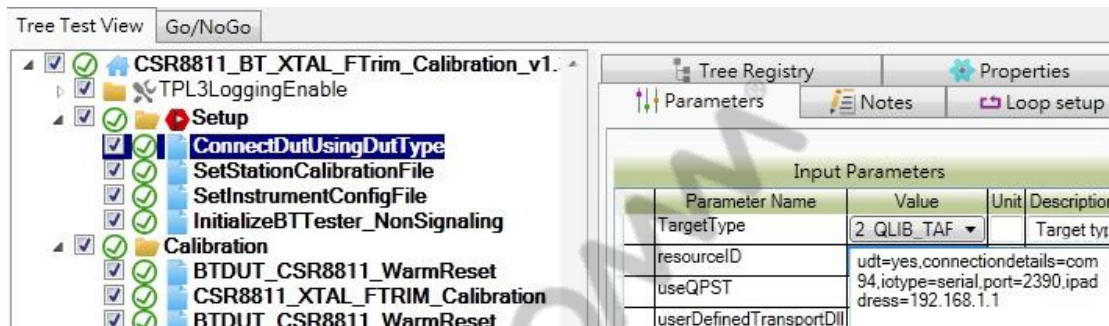 Tree Test View Go/NoGo
CSR8811_BT_XTAL_FTrim_Calibration_v1.
TPL3LoggingEnable
Setup
ConnectDutUsingDutType
SetStationCalibrationFile
SetInstrumentConfigFile
InitializeBTTester_NonSignaling
Calibration
BTDUT_CSR8811_WarmReset
CSR8811_XTAL_FTRIM_Calibration
BTDUT_CSR8811_WarmReset
Tree Registry Properties
Parameters Notes Loop setup
Input Parameters
Parameter Name Value Unit Description
TargetType 2 QLIB_TAF Target typ
resourceID
useQPST
userDefinedTransportDll
udt=yes,connectiondetails=com
94,iotype=serial,port=2390,ipad
dress=192.168.1.1